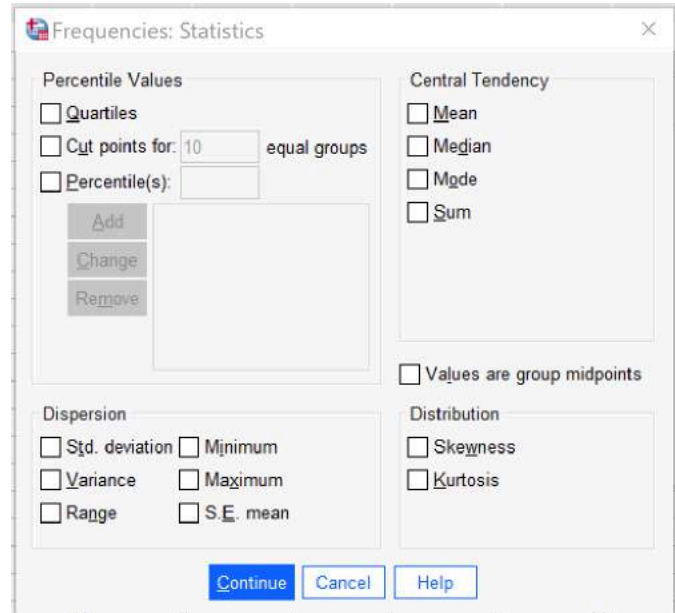 Frequencies: Statistics
Percentile Values
Quartiles
Cut points for: 10 equal groups
Percentile(s):
Add
Change
Remove
Central Tendency
Mean
Median
Mode
Sum
Values are group midpoints
Dispersion
Std. deviation Minimum
Variance Maximum
Range S.E. mean
Distribution
Skewness
Kurtosis
Continue Cancel Help